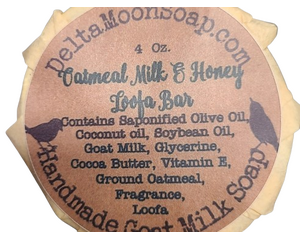 DeltaMoonSoap.com
4 Oz.
Oatmeal Milk & Honey
Loofa Bar
Contains Saponified Olive Oil,
Coconut oil, Soybean Oil,
Goat Milk, Glycerine,
Cocoa Butter, Vitamin E,
Ground Oatmeal,
Fragrance,
Loofa
Handmade Goat Milk Soap